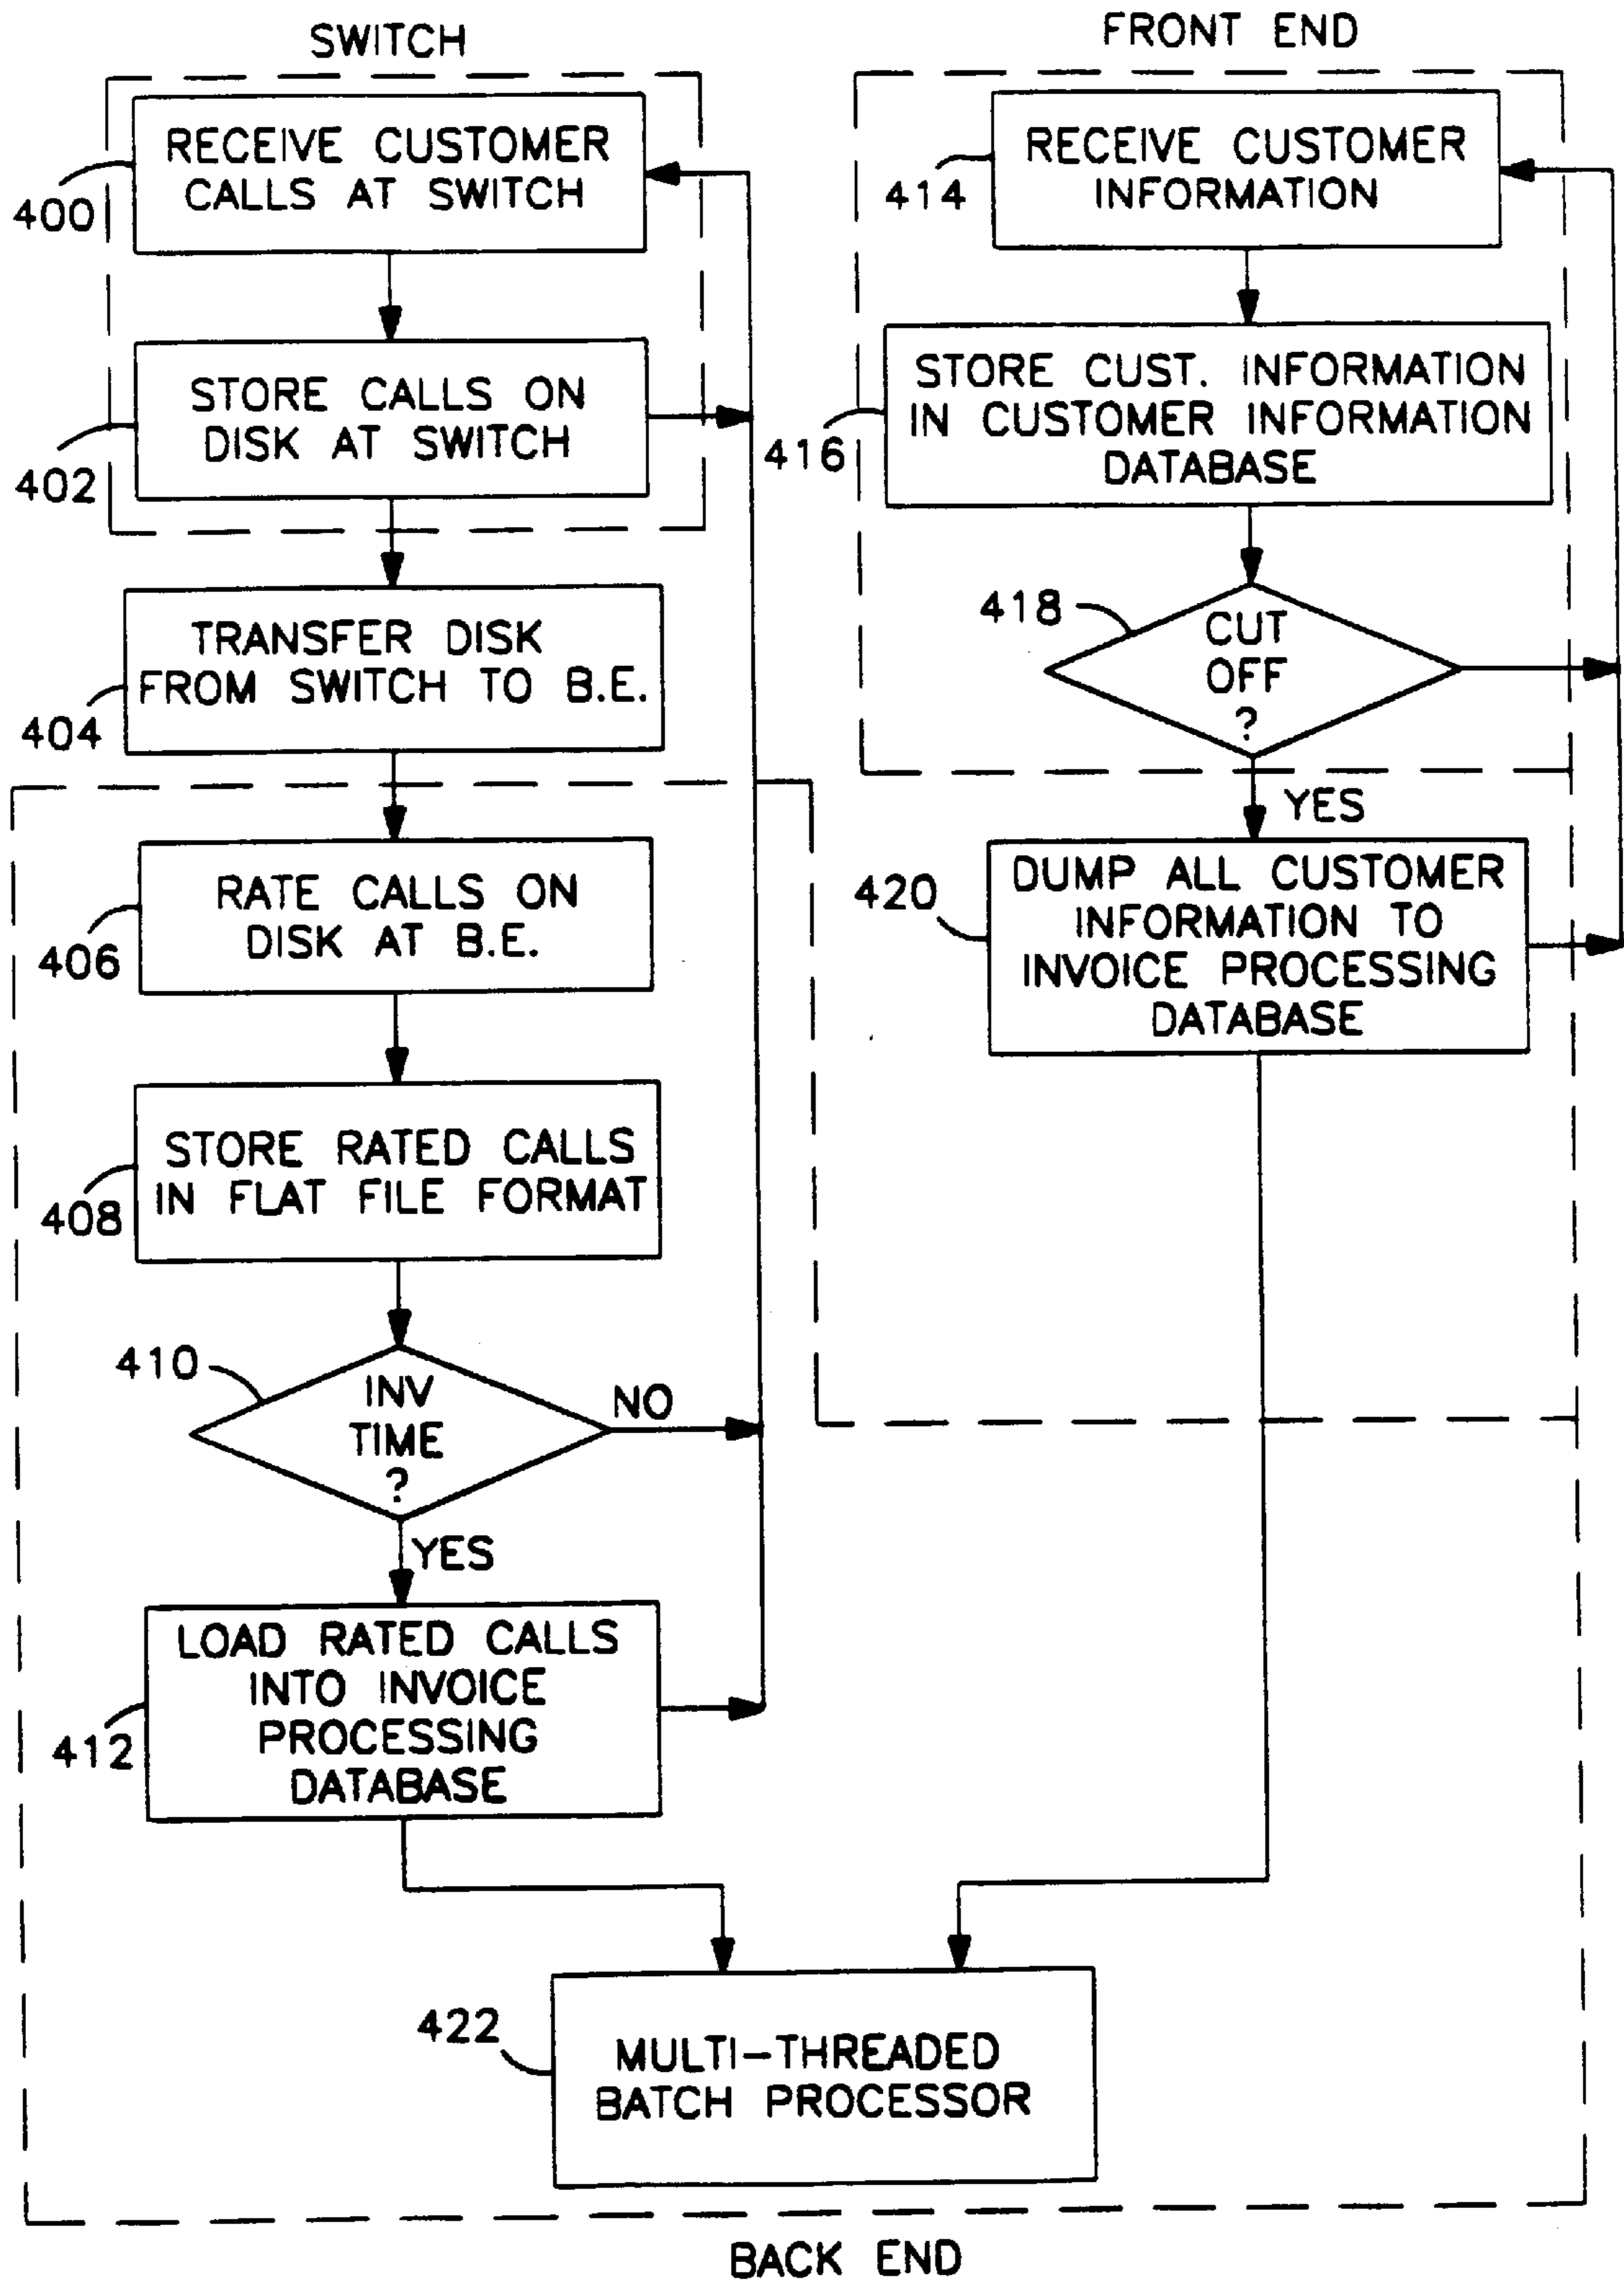 SWITCH
RECEIVE CUSTOMER
CALLS AT SWITCH
400
STORE CALLS ON
DISK AT SWITCH
402
TRANSFER DISK
FROM SWITCH TO B.E.
404
RATE CALLS ON
DISK AT B.E.
406
STORE RATED CALLS
IN FLAT FILE FORMAT
408
410
INV
TIME
?
NO
YES
LOAD RATED CALLS
INTO INVOICE
PROCESSING
DATABASE
412
FRONT END
RECEIVE CUSTOMER
INFORMATION
414
STORE CUST. INFORMATION
IN CUSTOMER INFORMATION
DATABASE
416
418
CUT
OFF
?
YES
DUMP ALL CUSTOMER
INFORMATION TO
INVOICE PROCESSING
DATABASE
420
422
MULTI-THREADED
BATCH PROCESSOR
BACK END